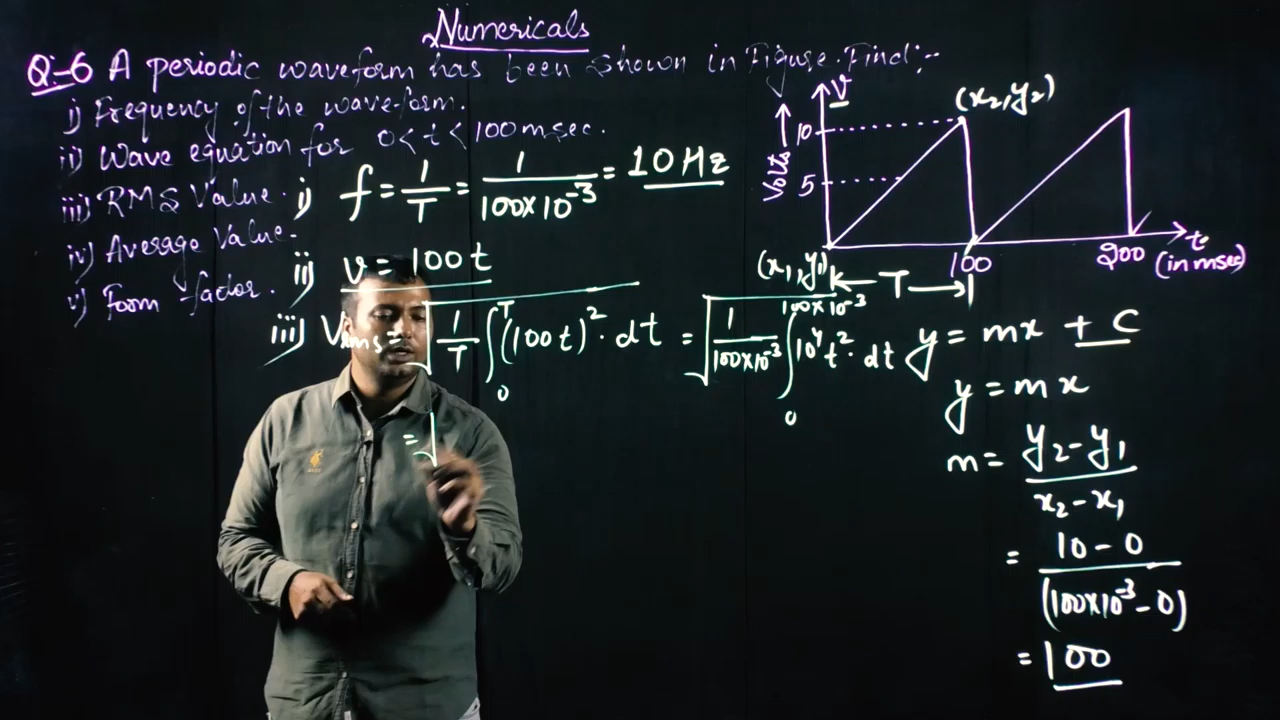 Numericals
Q-6 A periodic waveform has been shown in Figure. Find:-
i) Frequency of the waveform.
ii) Wave equation for 0 < t < 100 msec.
iii) RMS Value.
iv) Average Value.
v) Form factor.
i) f = 1/T = 1/(100×10⁻³) = 10 Hz
ii) v = 100 t
iii) Vrms = √(1/T ∫₀ᵀ (100t)² · dt) = √(1/(100×10⁻³) ∫₀^(100×10⁻³) 10⁴ t² · dt)
= √
v
Volts →
10
5
(x₂, y₂)
(x₁, y₁)
100
200
t (in msec)
← T →
y = mx + c
y = mx
m = (y₂ - y₁)/(x₂ - x₁)
= (10 - 0)/(100×10⁻³ - 0)
= 100